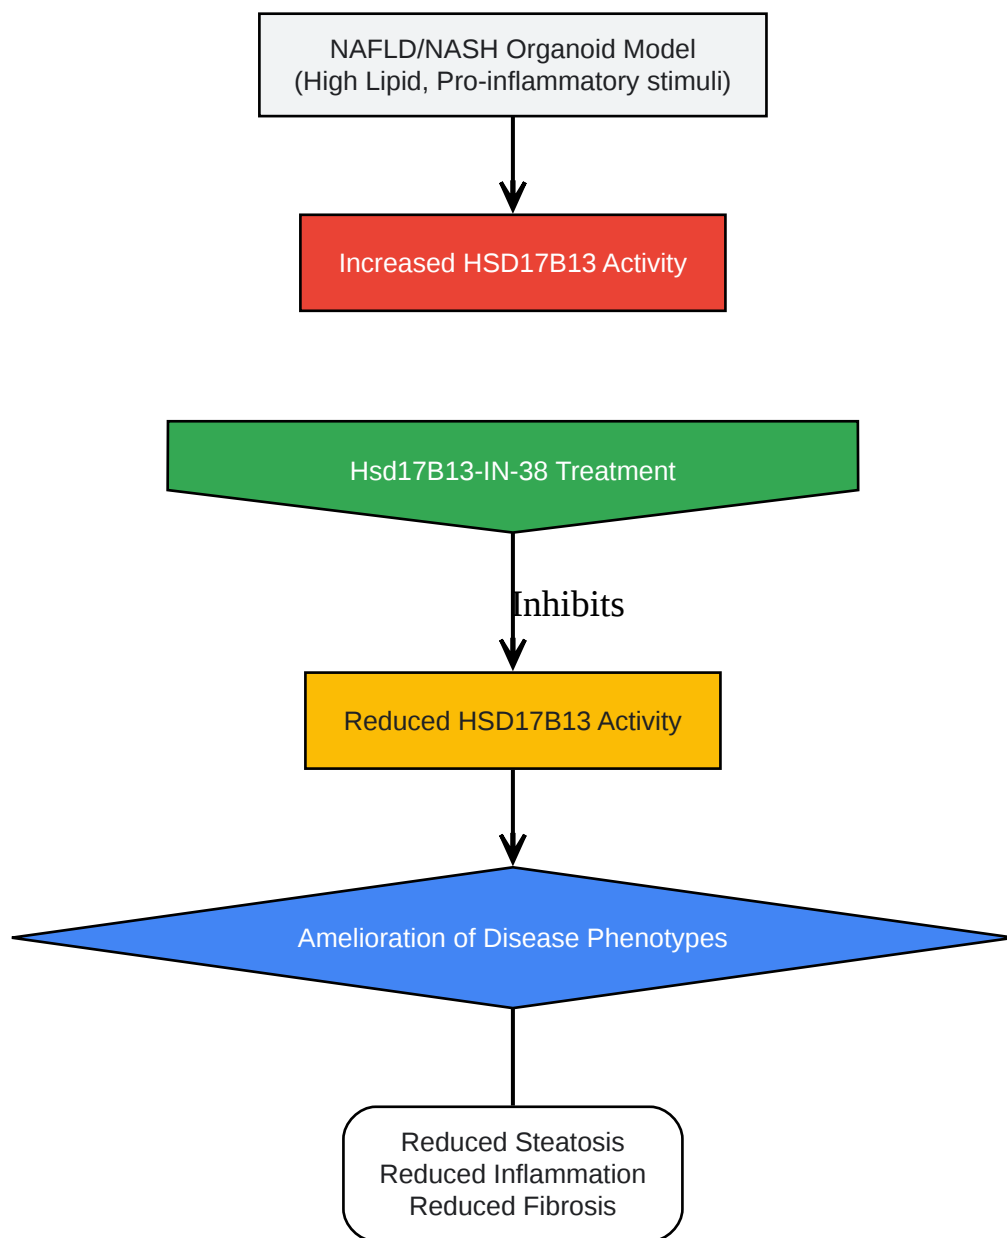 NAFLD/NASH Organoid Model
(High Lipid, Pro-inflammatory stimuli)
Increased HSD17B13 Activity
Hsd17B13-IN-38 Treatment
Inhibits
Reduced HSD17B13 Activity
Amelioration of Disease Phenotypes
Reduced Steatosis
Reduced Inflammation
Reduced Fibrosis